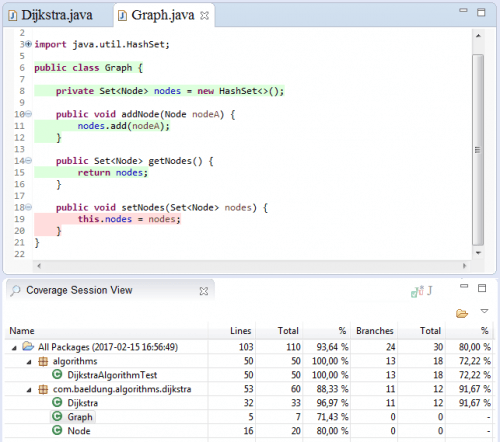 Dijkstra.java Graph.java
2
3 import java.util.HashSet;
5
6 public class Graph {
7
8 private Set<Node> nodes = new HashSet<>();
9
10 public void addNode(Node nodeA) {
11 nodes.add(nodeA);
12 }
13
14 public Set<Node> getNodes() {
15 return nodes;
16 }
17
18 public void setNodes(Set<Node> nodes) {
19 this.nodes = nodes;
20 }
21 }
22
Coverage Session View
Name Lines Total % Branches Total %
All Packages (2017-02-15 16:56:49) 103 110 93,64 % 24 30 80,00 %
algorithms 50 50 100,00 % 13 18 72,22 %
DijkstraAlgorithmTest 50 50 100,00 % 13 18 72,22 %
com.baeldung.algorithms.dijkstra 53 60 88,33 % 11 12 91,67 %
Dijkstra 32 33 96,97 % 11 12 91,67 %
Graph 5 7 71,43 % 0 0 -
Node 16 20 80,00 % 0 0 -